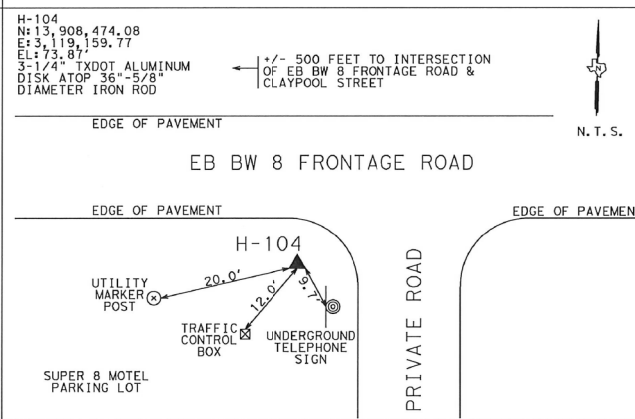 H-104
N:13,908,474.08
E:3,119,159.77
EL:73.87'
3-1/4" TXDOT ALUMINUM
DISK ATOP 36"-5/8"
DIAMETER IRON ROD
+/- 500 FEET TO INTERSECTION
OF EB BW 8 FRONTAGE ROAD &
CLAYPOOL STREET
N
N.T.S.
EDGE OF PAVEMENT
EB BW 8 FRONTAGE ROAD
EDGE OF PAVEMENT
EDGE OF PAVEMEN
H-104
20.0'
12.0'
9.7'
UTILITY
MARKER
POST
TRAFFIC
CONTROL
BOX
UNDERGROUND
TELEPHONE
SIGN
PRIVATE ROAD
SUPER 8 MOTEL
PARKING LOT